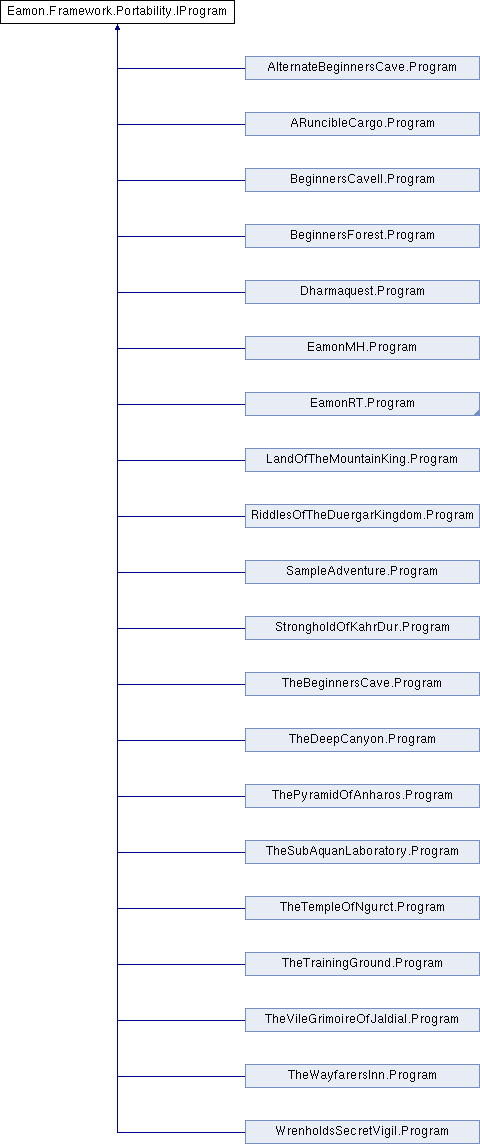 Eamon.Framework.Portability.IProgram
AlternateBeginnersCave.Program
ARuncibleCargo.Program
BeginnersCaveII.Program
BeginnersForest.Program
Dharmaquest.Program
EamonMH.Program
EamonRT.Program
LandOfTheMountainKing.Program
RiddlesOfTheDuergarKingdom.Program
SampleAdventure.Program
StrongholdOfKahrDur.Program
TheBeginnersCave.Program
TheDeepCanyon.Program
ThePyramidOfAnharos.Program
TheSubAquanLaboratory.Program
TheTempleOfNgurct.Program
TheTrainingGround.Program
TheVileGrimoireOfJaldial.Program
TheWayfarersInn.Program
WrenholdsSecretVigil.Program